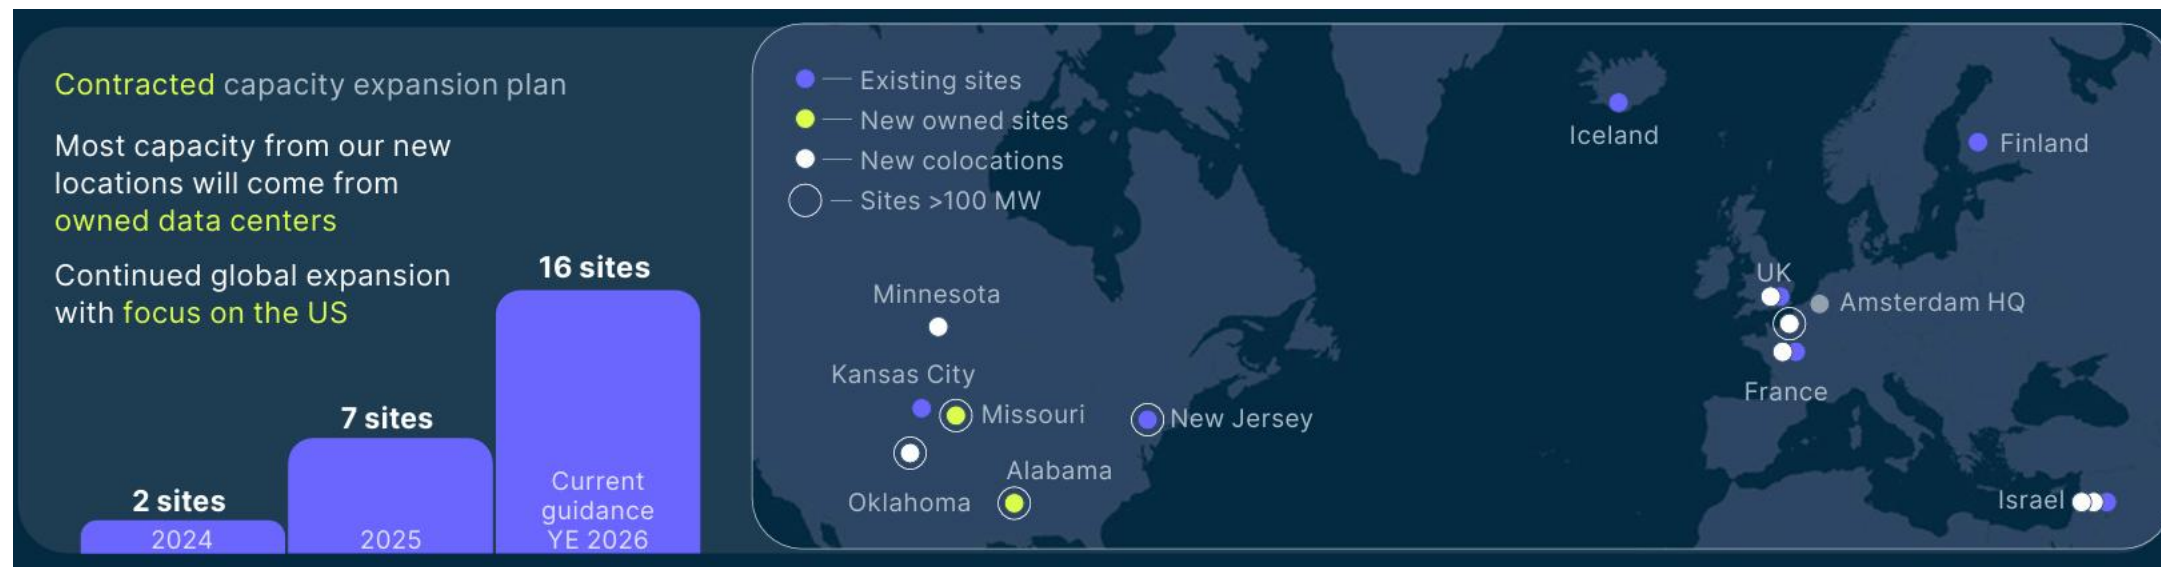 Contracted capacity expansion plan
Most capacity from our new
locations will come from
owned data centers
Continued global expansion
with focus on the US
2 sites
2024
7 sites
2025
16 sites
Current
guidance
YE 2026
Existing sites
New owned sites
New colocations
Sites >100 MW
Minnesota
Kansas City
Missouri
New Jersey
Alabama
Oklahoma
Iceland
Finland
UK
Amsterdam HQ
France
Israel